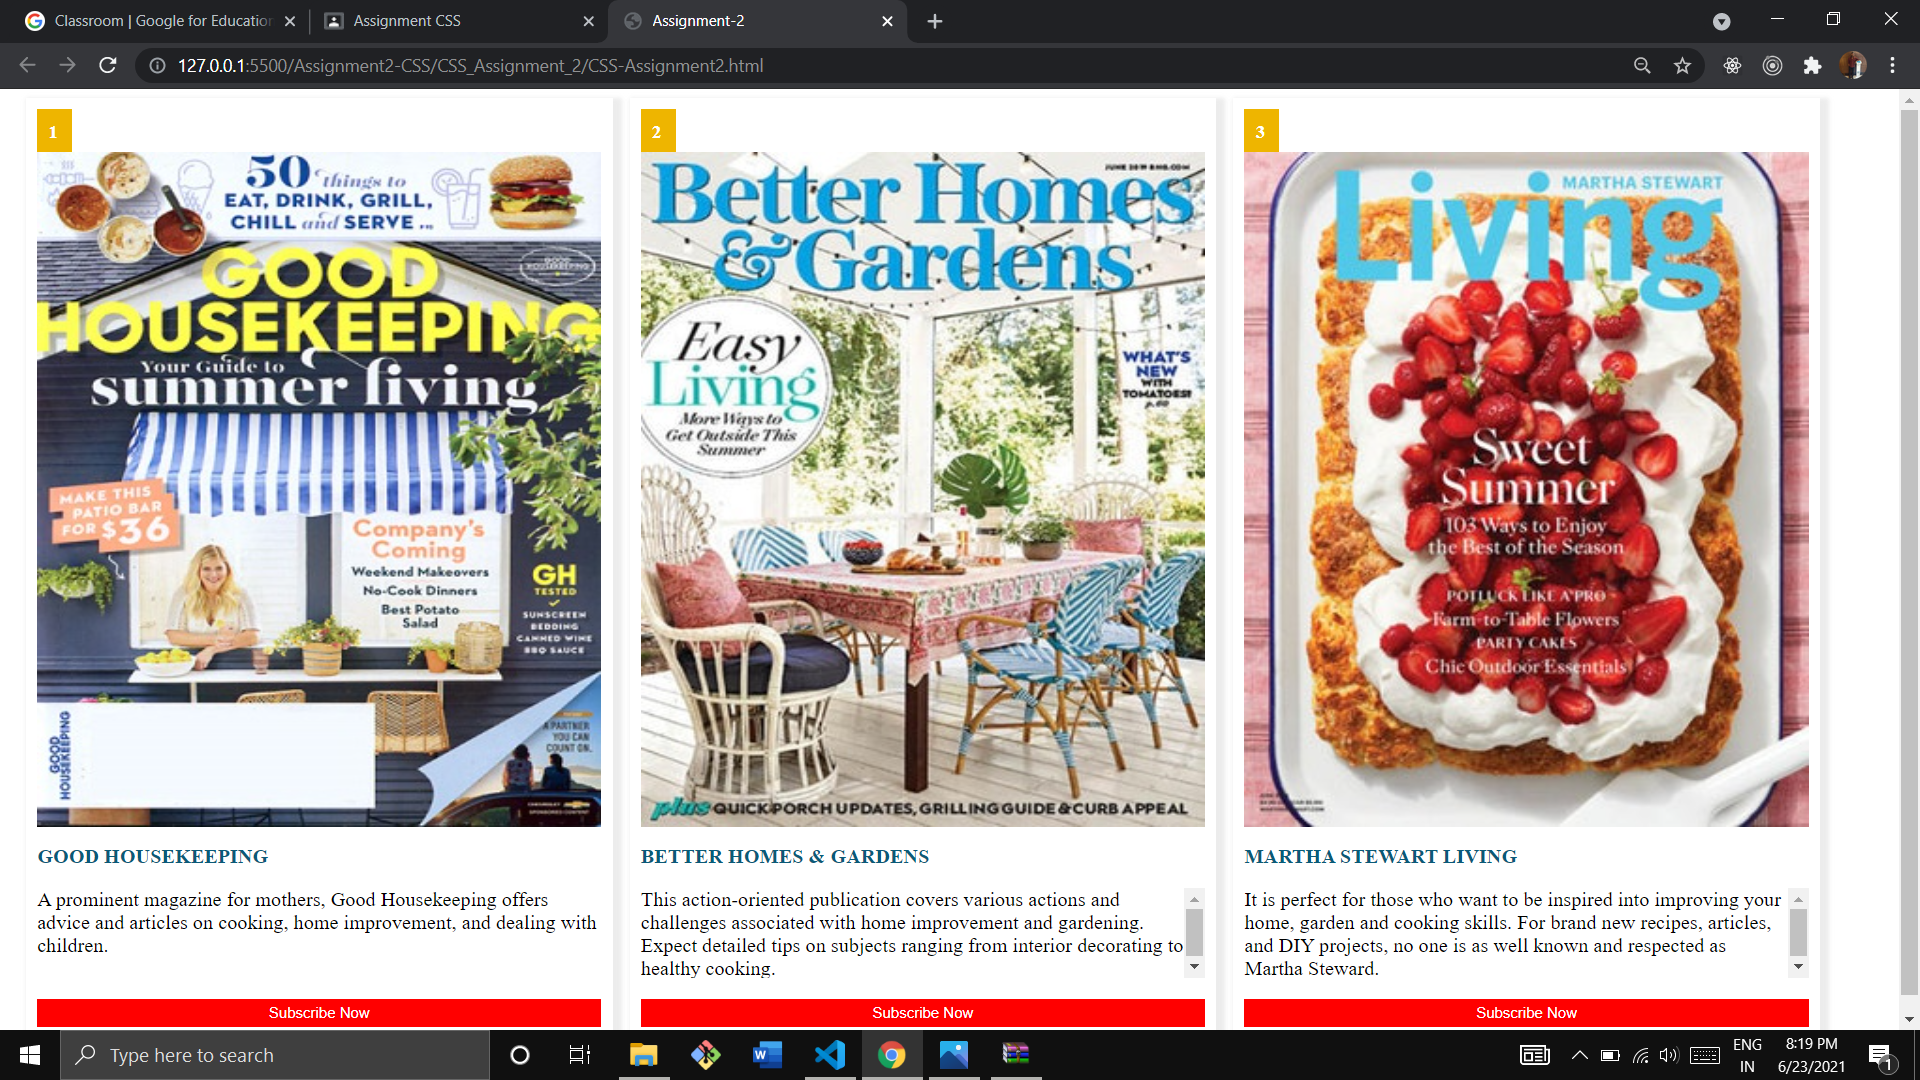 Classroom | Google for Education
Assignment CSS
Assignment-2
127.0.0.1:5500/Assignment2-CSS/CSS_Assignment_2/CSS-Assignment2.html
1
50 things to
EAT, DRINK, GRILL,
CHILL and SERVE
GOOD
HOUSEKEEPING
GOOD
HOUSEKEEPING
Your Guide to
summer living
MAKE THIS
PATIO BAR
FOR $36
Company's
Coming
Weekend Makeovers
No-Cook Dinners
Best Potato
Salad
GH
TESTED
SUNSCREEN
BEDDING
CANNED WINE
BBQ SAUCE
GOOD
HOUSEKEEPING
A PARTNER
YOU CAN
COUNT ON.
CHEVROLET
GOOD HOUSEKEEPING
A prominent magazine for mothers, Good Housekeeping offers
advice and articles on cooking, home improvement, and dealing with
children.
Subscribe Now
2
JUNE 2019 BHG.COM
Better Homes
& Gardens
Easy
Living
More Ways to
Get Outside This
Summer
WHAT'S
NEW
WITH
TOMATOES!
p. 60
plus QUICK PORCH UPDATES, GRILLING GUIDE & CURB APPEAL
BETTER HOMES & GARDENS
This action-oriented publication covers various actions and
challenges associated with home improvement and gardening.
Expect detailed tips on subjects ranging from interior decorating to
healthy cooking.
Subscribe Now
3
MARTHA STEWART
Living
Sweet
Summer
103 Ways to Enjoy
the Best of the Season
POTLUCK LIKE A PRO
Farm-to-Table Flowers
PARTY CAKES
Chic Outdoor Essentials
MARTHA STEWART LIVING
It is perfect for those who want to be inspired into improving your
home, garden and cooking skills. For brand new recipes, articles,
and DIY projects, no one is as well known and respected as
Martha Steward.
Subscribe Now
Type here to search
ENG
IN
8:19 PM
6/23/2021
1